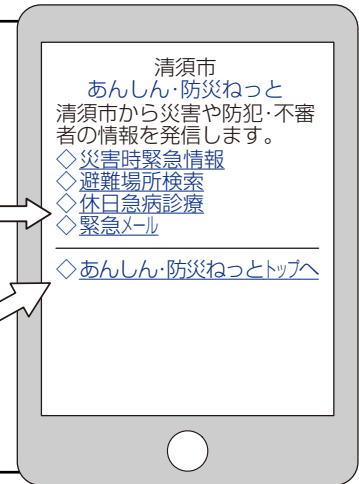 清須市
あんしん・防災ねっと
清須市から災害や防犯・不審
者の情報を発信します。
◇災害時緊急情報
◇避難場所検索
◇休日急病診療
◇緊急メール
◇あんしん・防災ねっとトップへ